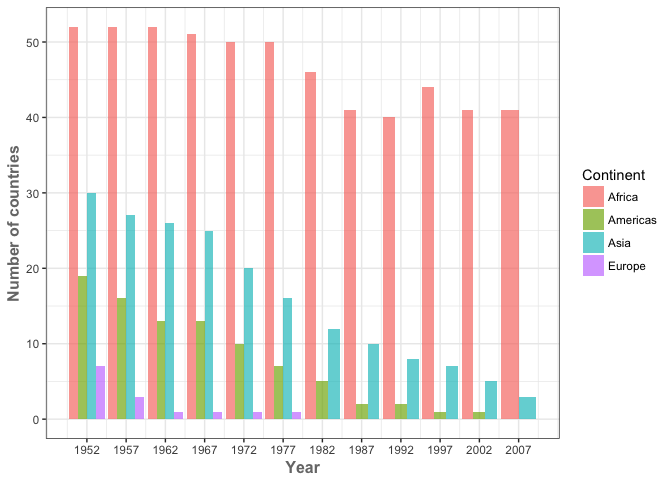 50
40
30
20
10
0
Number of countries
1952 1957 1962 1967 1972 1977 1982 1987 1992 1997 2002 2007
Year
Continent
Africa
Americas
Asia
Europe